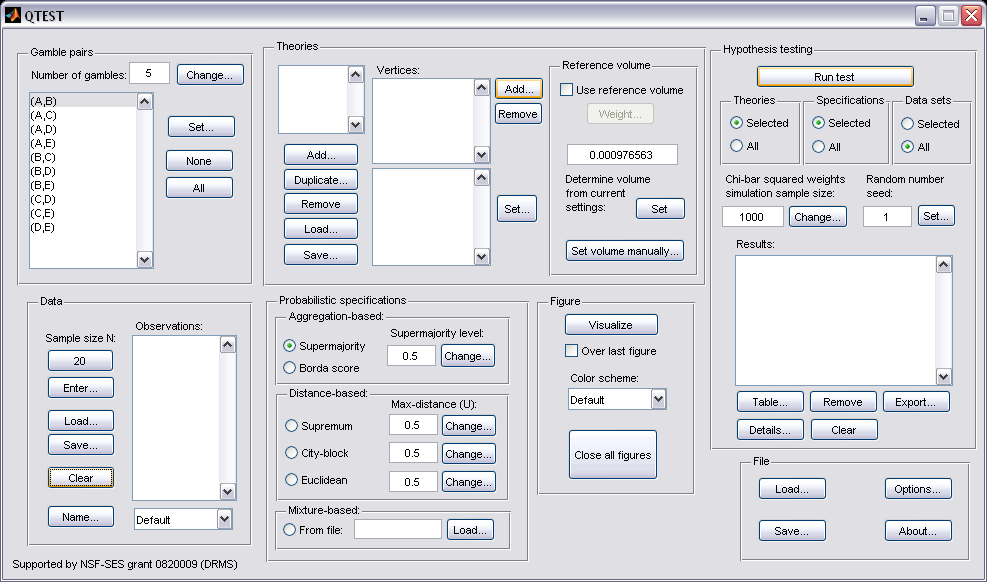 QTEST
Gamble pairs
Number of gambles: 5 Change...
(A,B)
(A,C)
(A,D)
(A,E)
(B,C)
(B,D)
(B,E)
(C,D)
(C,E)
(D,E)
Set...
None
All
Theories
Vertices:
Add...
Remove
Add...
Duplicate...
Remove
Load...
Save...
Set...
Reference volume
Use reference volume
Weight...
0.000976563
Determine volume
from current
settings: Set
Set volume manually...
Hypothesis testing
Run test
Theories
Selected
All
Specifications
Selected
All
Data sets
Selected
All
Chi-bar squared weights
simulation sample size:
1000 Change...
Random number
seed:
1 Set...
Results:
Table... Remove Export...
Details... Clear
Data
Sample size N:
20
Enter...
Load...
Save...
Clear
Name...
Observations:
Default
Probabilistic specifications
Aggregation-based:
Supermajority level:
Supermajority 0.5 Change...
Borda score
Distance-based:
Max-distance (U):
Supremum 0.5 Change...
City-block 0.5 Change...
Euclidean 0.5 Change...
Mixture-based:
From file: Load...
Figure
Visualize
Over last figure
Color scheme:
Default
Close all figures
File
Load... Options...
Save... About...
Supported by NSF-SES grant 0820009 (DRMS)